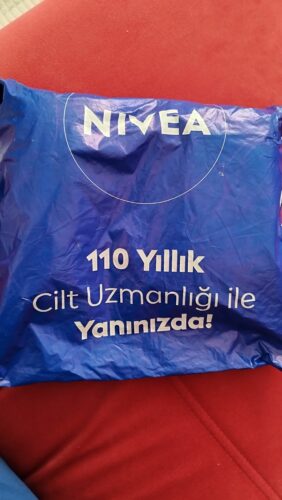 NIVEA
110 Yıllık
Cilt Uzmanlığı ile
Yanınızda!